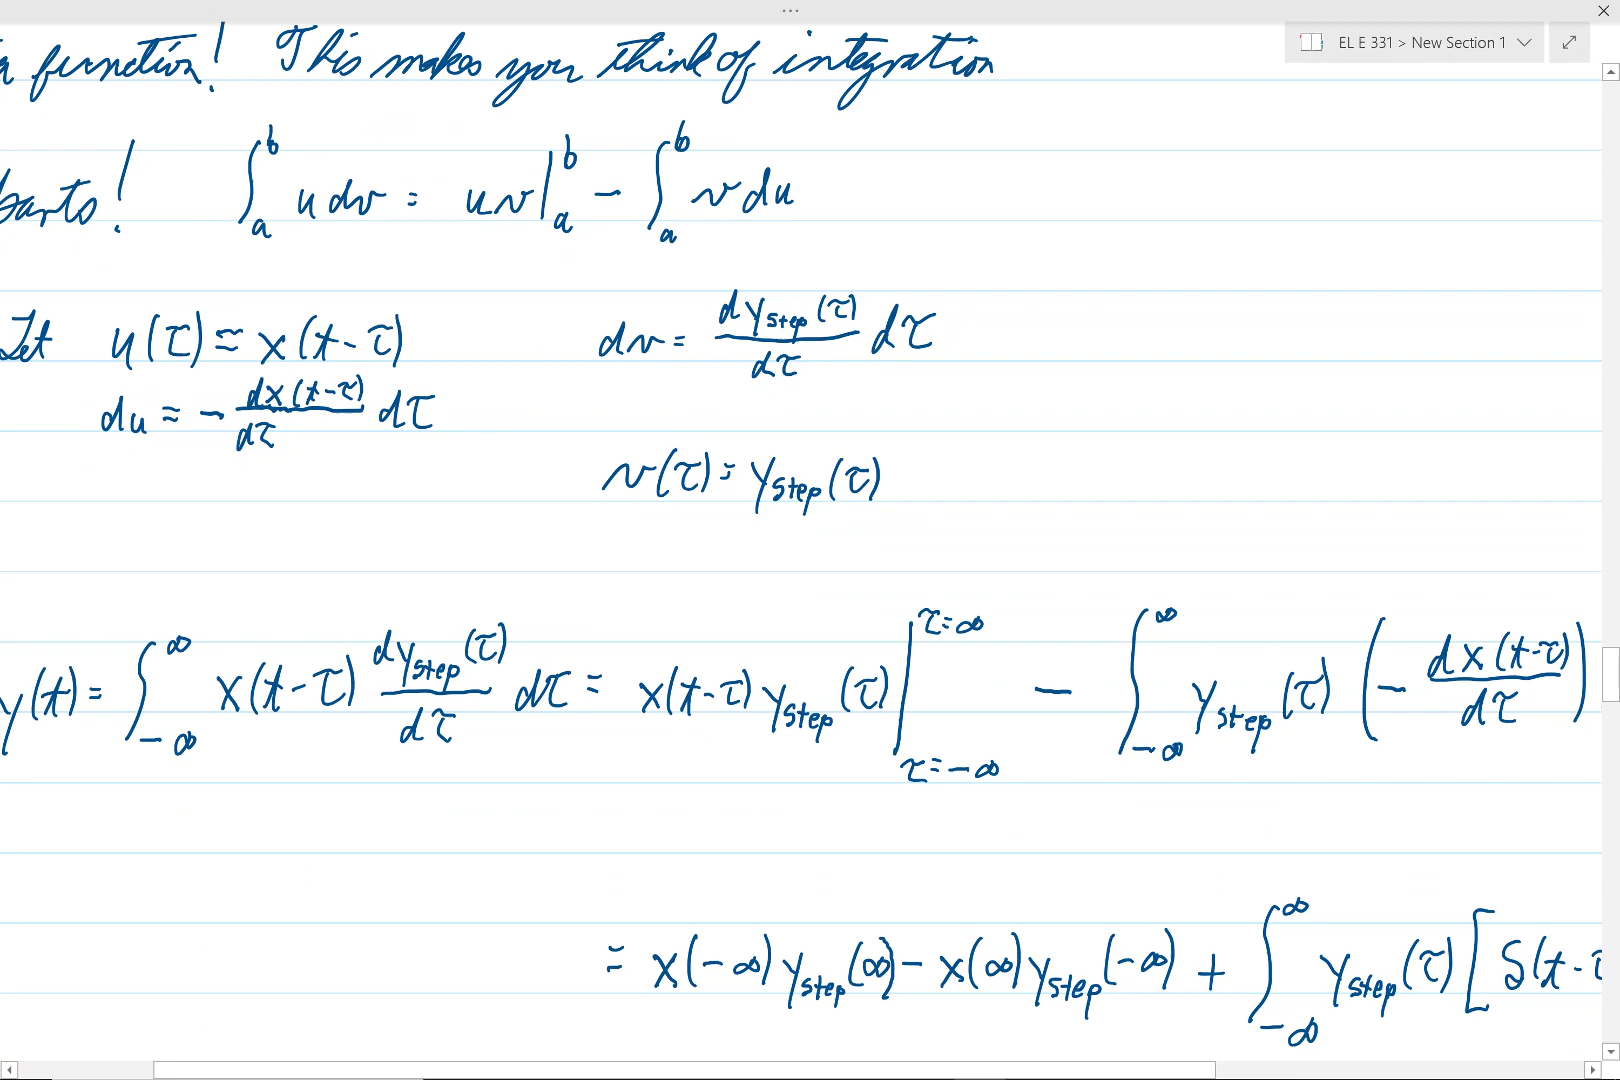 EL E 331 > New Section 1
a function! This makes you think of integration
parts! ∫_a^b u dv = uv|_a^b - ∫_a^b v du
Let u(τ) = x(t-τ) dv = dy_step(τ)/dτ dτ
du = - dx(t-τ)/dτ dτ
v(τ) = y_step(τ)
y(t) = ∫_{-∞}^{∞} x(t-τ) dy_step(τ)/dτ dτ = x(t-τ) y_step(τ) |_{τ=-∞}^{τ=∞} - ∫_{-∞}^{∞} y_step(τ) (- dx(t-τ)/dτ)
= x(-∞) y_step(∞) - x(∞) y_step(-∞) + ∫_{-∞}^{∞} y_step(τ) [ δ(t-τ